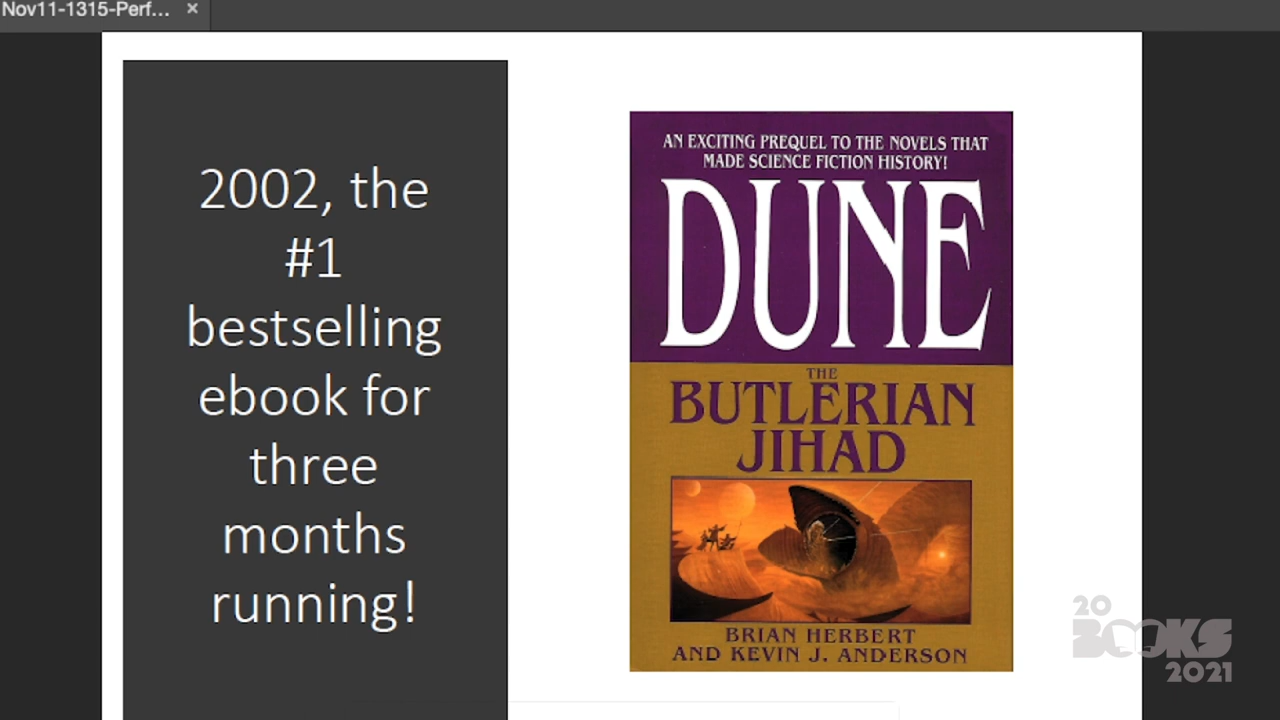 Nov11-1315-Perf...
2002, the
#1
bestselling
ebook for
three
months
running!
AN EXCITING PREQUEL TO THE NOVELS THAT
MADE SCIENCE FICTION HISTORY!
DUNE
THE
BUTLERIAN
JIHAD
BRIAN HERBERT
AND KEVIN J. ANDERSON
20
BOOKS
2021